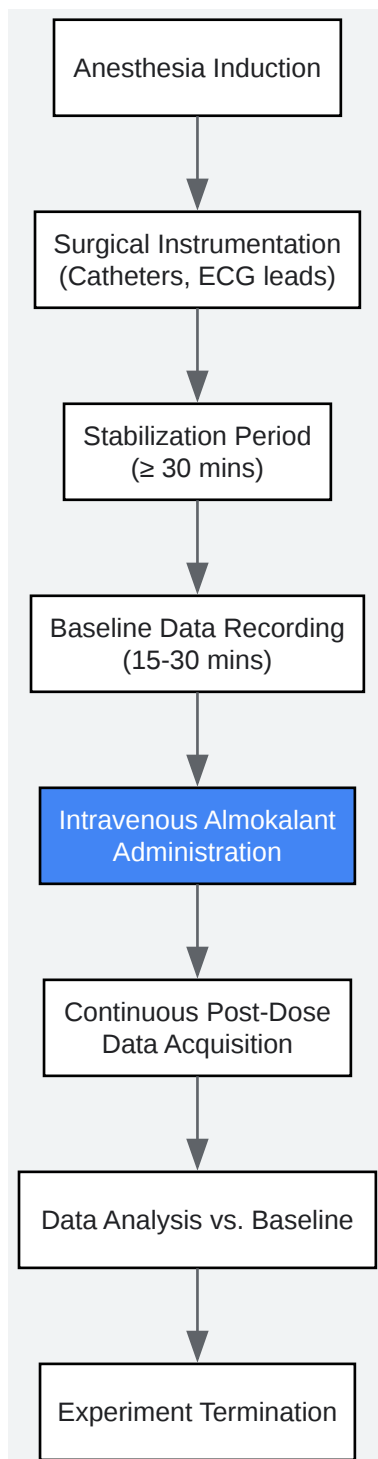 Anesthesia Induction
Surgical Instrumentation
(Catheters, ECG leads)
Stabilization Period
(≥ 30 mins)
Baseline Data Recording
(15-30 mins)
Intravenous Almokalant
Administration
Continuous Post-Dose
Data Acquisition
Data Analysis vs. Baseline
Experiment Termination